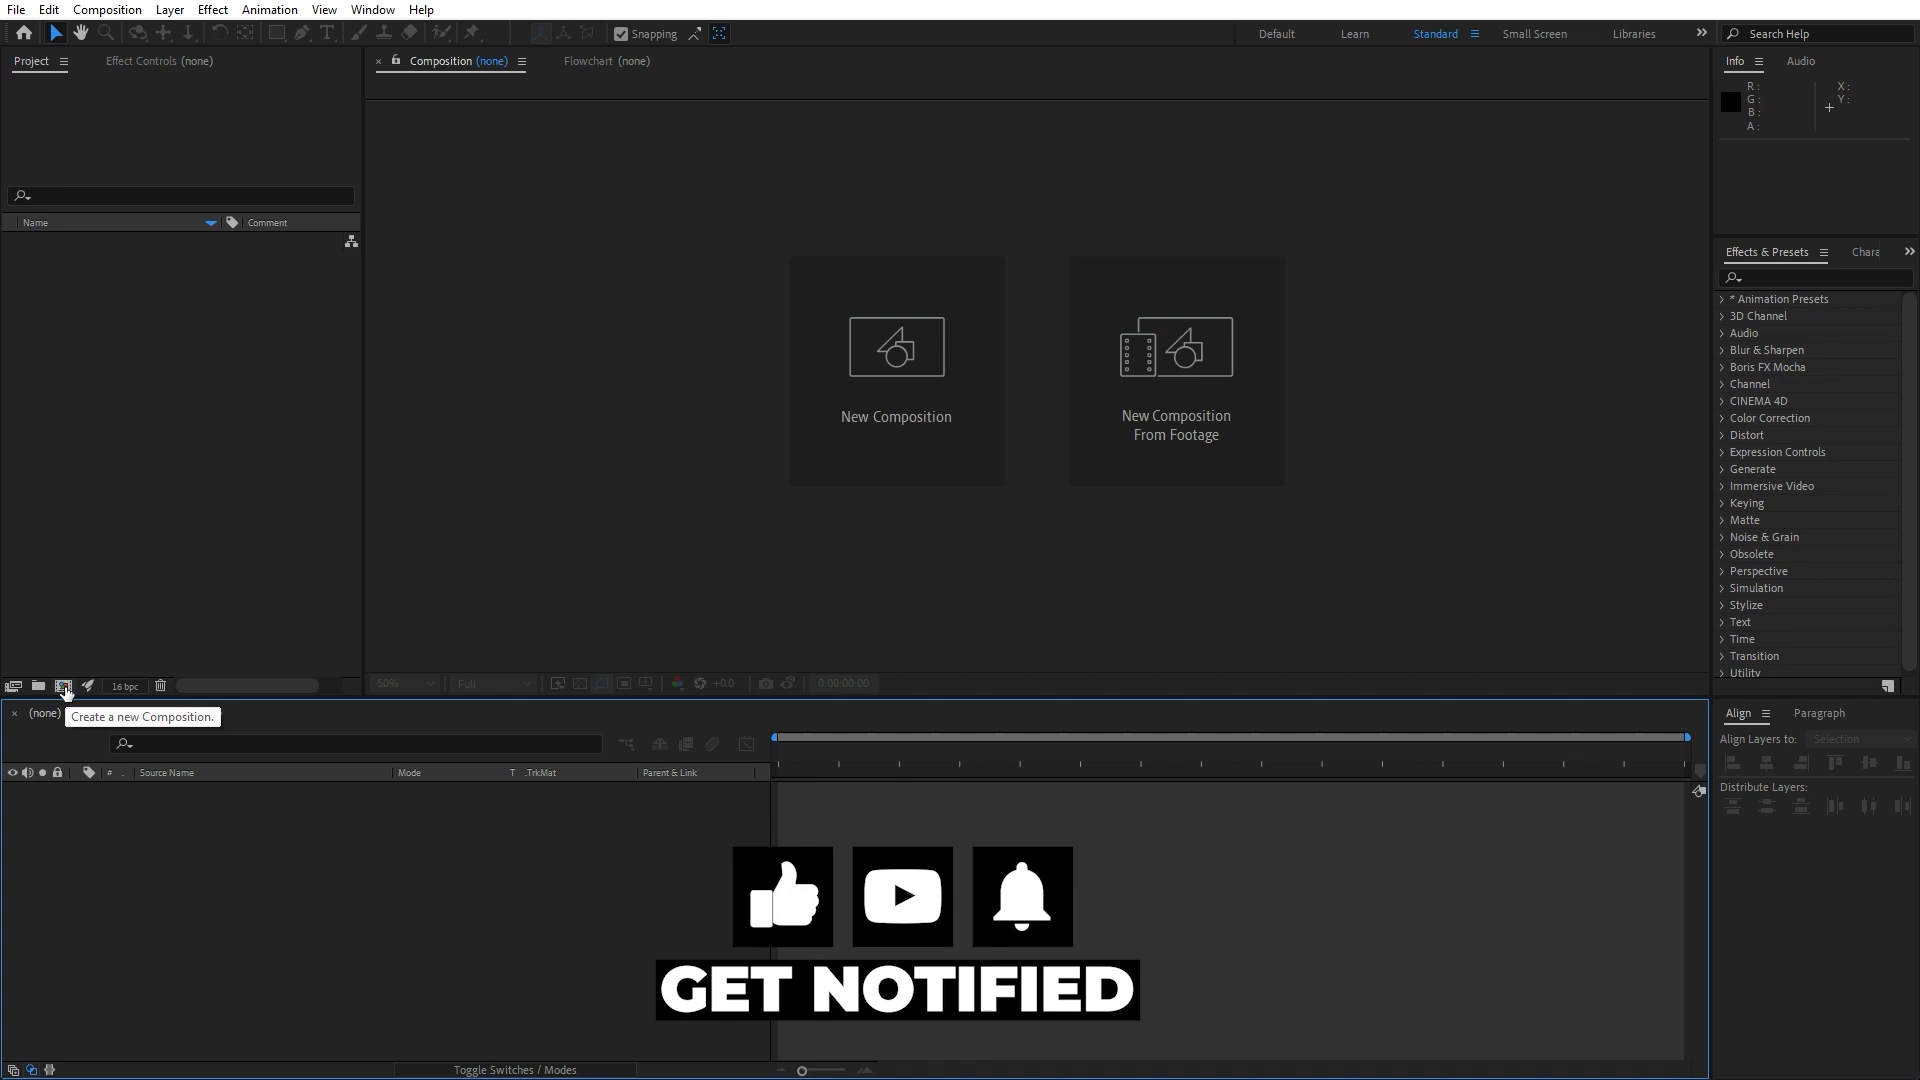 File Edit Composition Layer Effect Animation View Window Help
Snapping
Default Learn Standard Small Screen Libraries
Search Help
Project Effect Controls (none)
Composition (none) Flowchart (none)
Info Audio
R :
G :
B :
A :
X :
Y :
Name Comment
New Composition
New Composition
From Footage
Effects & Presets Chara
* Animation Presets
3D Channel
Audio
Blur & Sharpen
Boris FX Mocha
Channel
CINEMA 4D
Color Correction
Distort
Expression Controls
Generate
Immersive Video
Keying
Matte
Noise & Grain
Obsolete
Perspective
Simulation
Stylize
Text
Time
Transition
Utility
16 bpc
50% Full +0.0 0:00:00:00
(none)
Create a new Composition.
# . Source Name Mode T .TrkMat Parent & Link
Align Paragraph
Align Layers to: Selection
Distribute Layers:
GET NOTIFIED
Toggle Switches / Modes